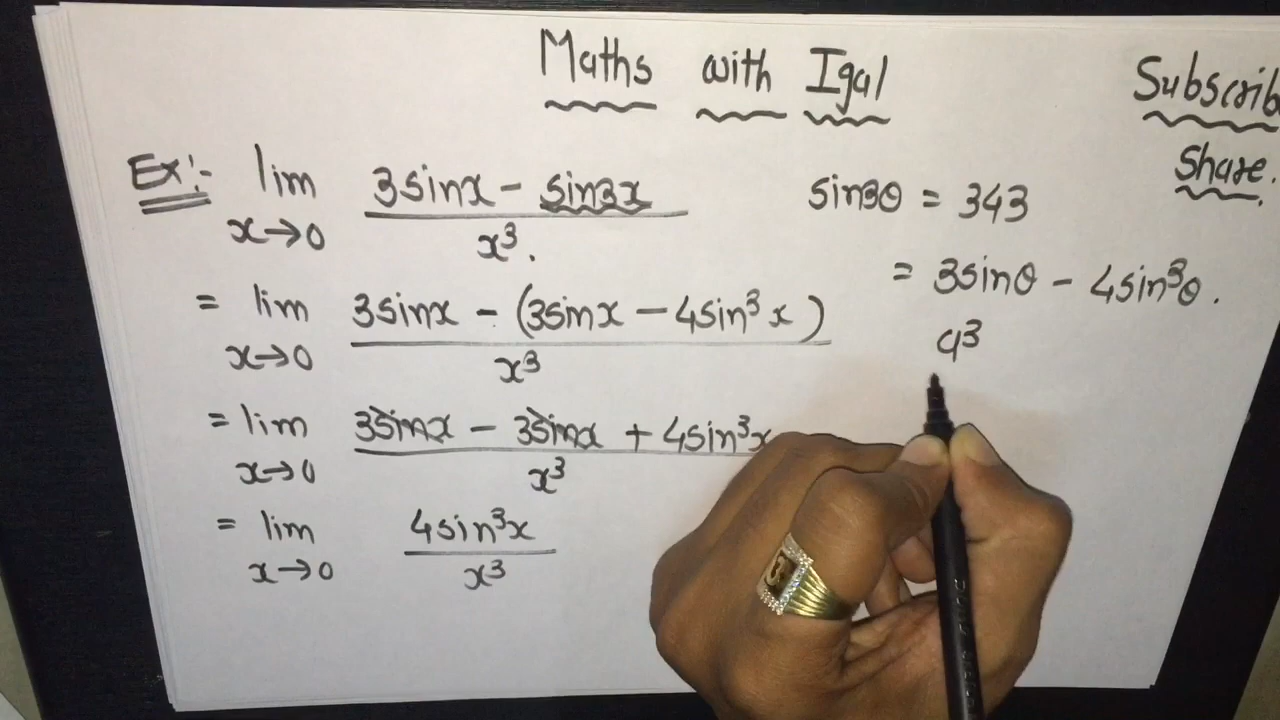 Maths with Igal
Subscrib
Share.
Ex:- lim 3sinx - sin3x
x→0 x³.
sin3θ = 343
= 3sinθ - 4sin³θ.
a³
= lim 3sinx - (3sinx - 4sin³x)
x→0 x³
= lim 3sinx - 3sinx + 4sin³x
x→0 x³
= lim 4sin³x
x→0 x³